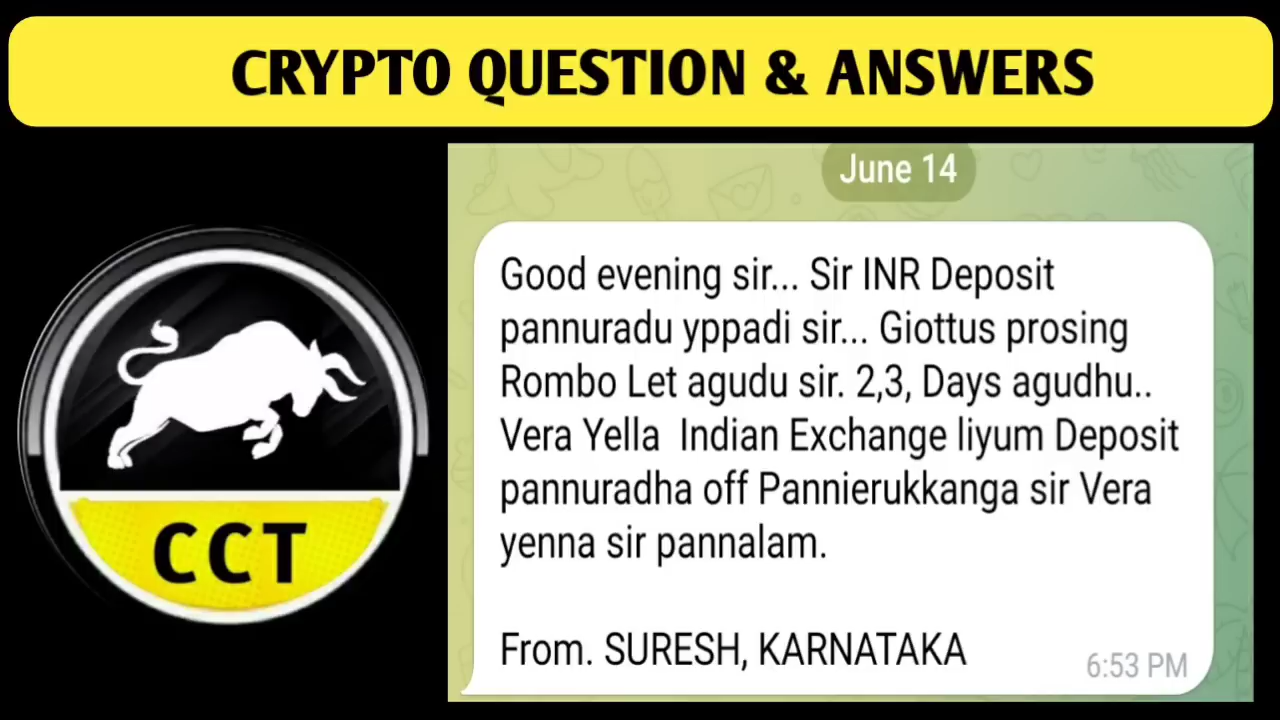 CRYPTO QUESTION & ANSWERS
June 14
Good evening sir... Sir INR Deposit
pannuradu yppadi sir... Giottus prosing
Rombo Let agudu sir. 2,3, Days agudhu..
Vera Yella Indian Exchange liyum Deposit
pannuradha off Pannierukkanga sir Vera
yenna sir pannalam.
From. SURESH, KARNATAKA
6:53 PM
CCT